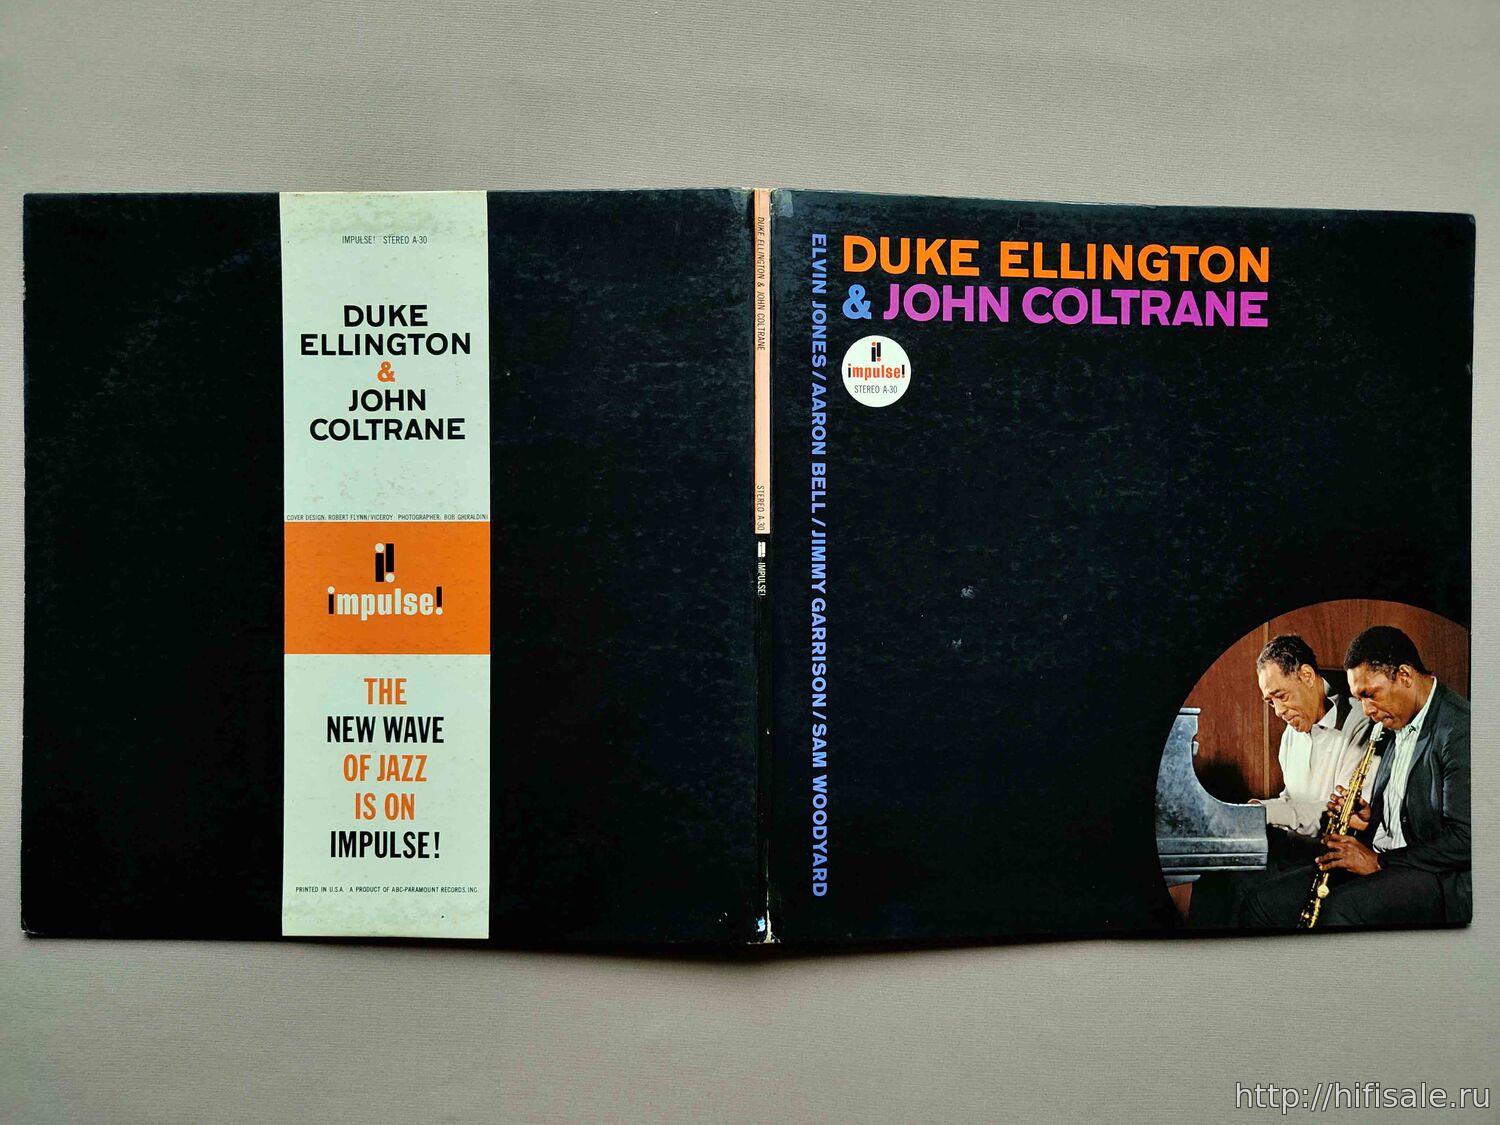 IMPULSE! STEREO A-30
DUKE
ELLINGTON
&
JOHN
COLTRANE
COVER DESIGN: ROBERT FLYNN/VICEROY PHOTOGRAPHER: BOB GHIRALDINI
impulse!
THE
NEW WAVE
OF JAZZ
IS ON
IMPULSE!
PRINTED IN U.S.A. A PRODUCT OF ABC-PARAMOUNT RECORDS, INC.
DUKE ELLINGTON & JOHN COLTRANE
STEREO A-30
IMPULSE!
ELVIN JONES/AARON BELL/JIMMY GARRISON/SAM WOODYARD
DUKE ELLINGTON
& JOHN COLTRANE
impulse!
STEREO A-30
http://hifisale.ru